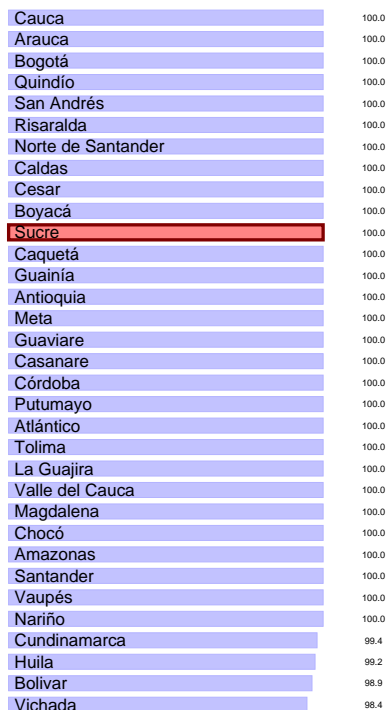 Cauca 100.0
Arauca 100.0
Bogotá 100.0
Quindío 100.0
San Andrés 100.0
Risaralda 100.0
Norte de Santander 100.0
Caldas 100.0
Cesar 100.0
Boyacá 100.0
Sucre 100.0
Caquetá 100.0
Guainía 100.0
Antioquia 100.0
Meta 100.0
Guaviare 100.0
Casanare 100.0
Córdoba 100.0
Putumayo 100.0
Atlántico 100.0
Tolima 100.0
La Guajira 100.0
Valle del Cauca 100.0
Magdalena 100.0
Chocó 100.0
Amazonas 100.0
Santander 100.0
Vaupés 100.0
Nariño 100.0
Cundinamarca 99.4
Huila 99.2
Bolivar 98.9
Vichada 98.4